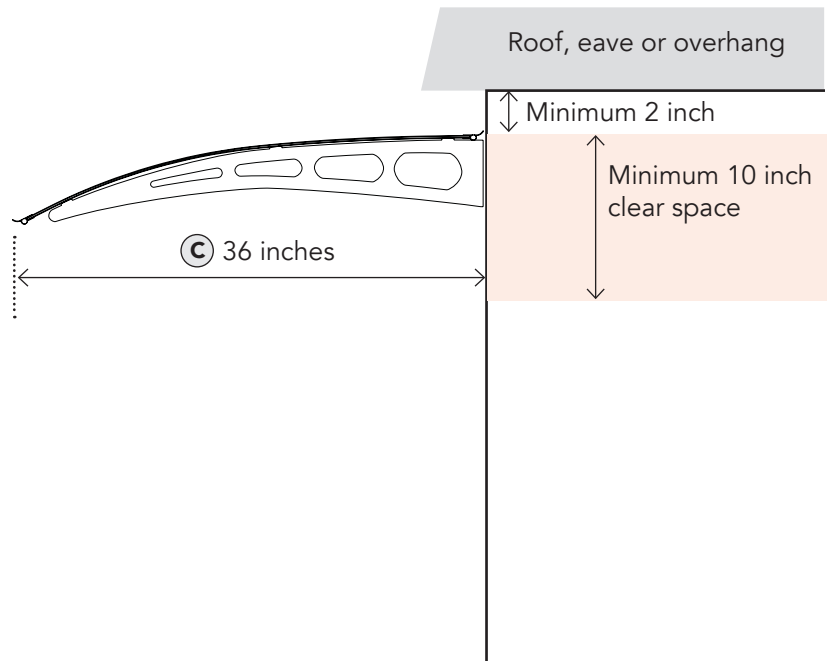 Roof, eave or overhang
Minimum 2 inch
Minimum 10 inch
clear space
C 36 inches